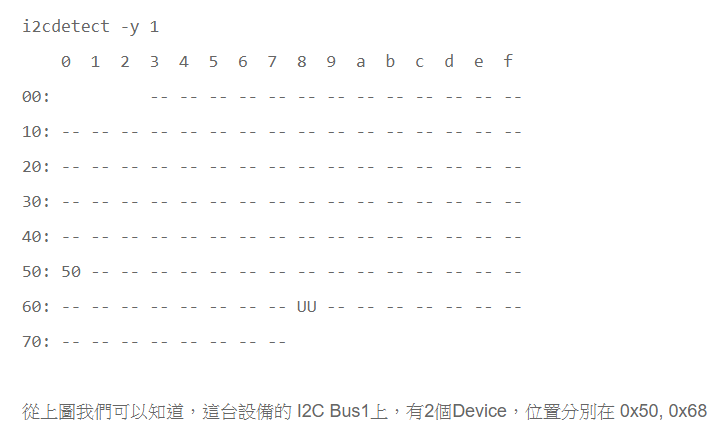 i2cdetect -y 1
     0  1  2  3  4  5  6  7  8  9  a  b  c  d  e  f
00:          -- -- -- -- -- -- -- -- -- -- -- -- --
10: -- -- -- -- -- -- -- -- -- -- -- -- -- -- -- --
20: -- -- -- -- -- -- -- -- -- -- -- -- -- -- -- --
30: -- -- -- -- -- -- -- -- -- -- -- -- -- -- -- --
40: -- -- -- -- -- -- -- -- -- -- -- -- -- -- -- --
50: 50 -- -- -- -- -- -- -- -- -- -- -- -- -- -- --
60: -- -- -- -- -- -- -- -- UU -- -- -- -- -- -- --
70: -- -- -- -- -- -- -- --
從上圖我們可以知道，這台設備的 I2C Bus1上，有2個Device，位置分別在 0x50, 0x68